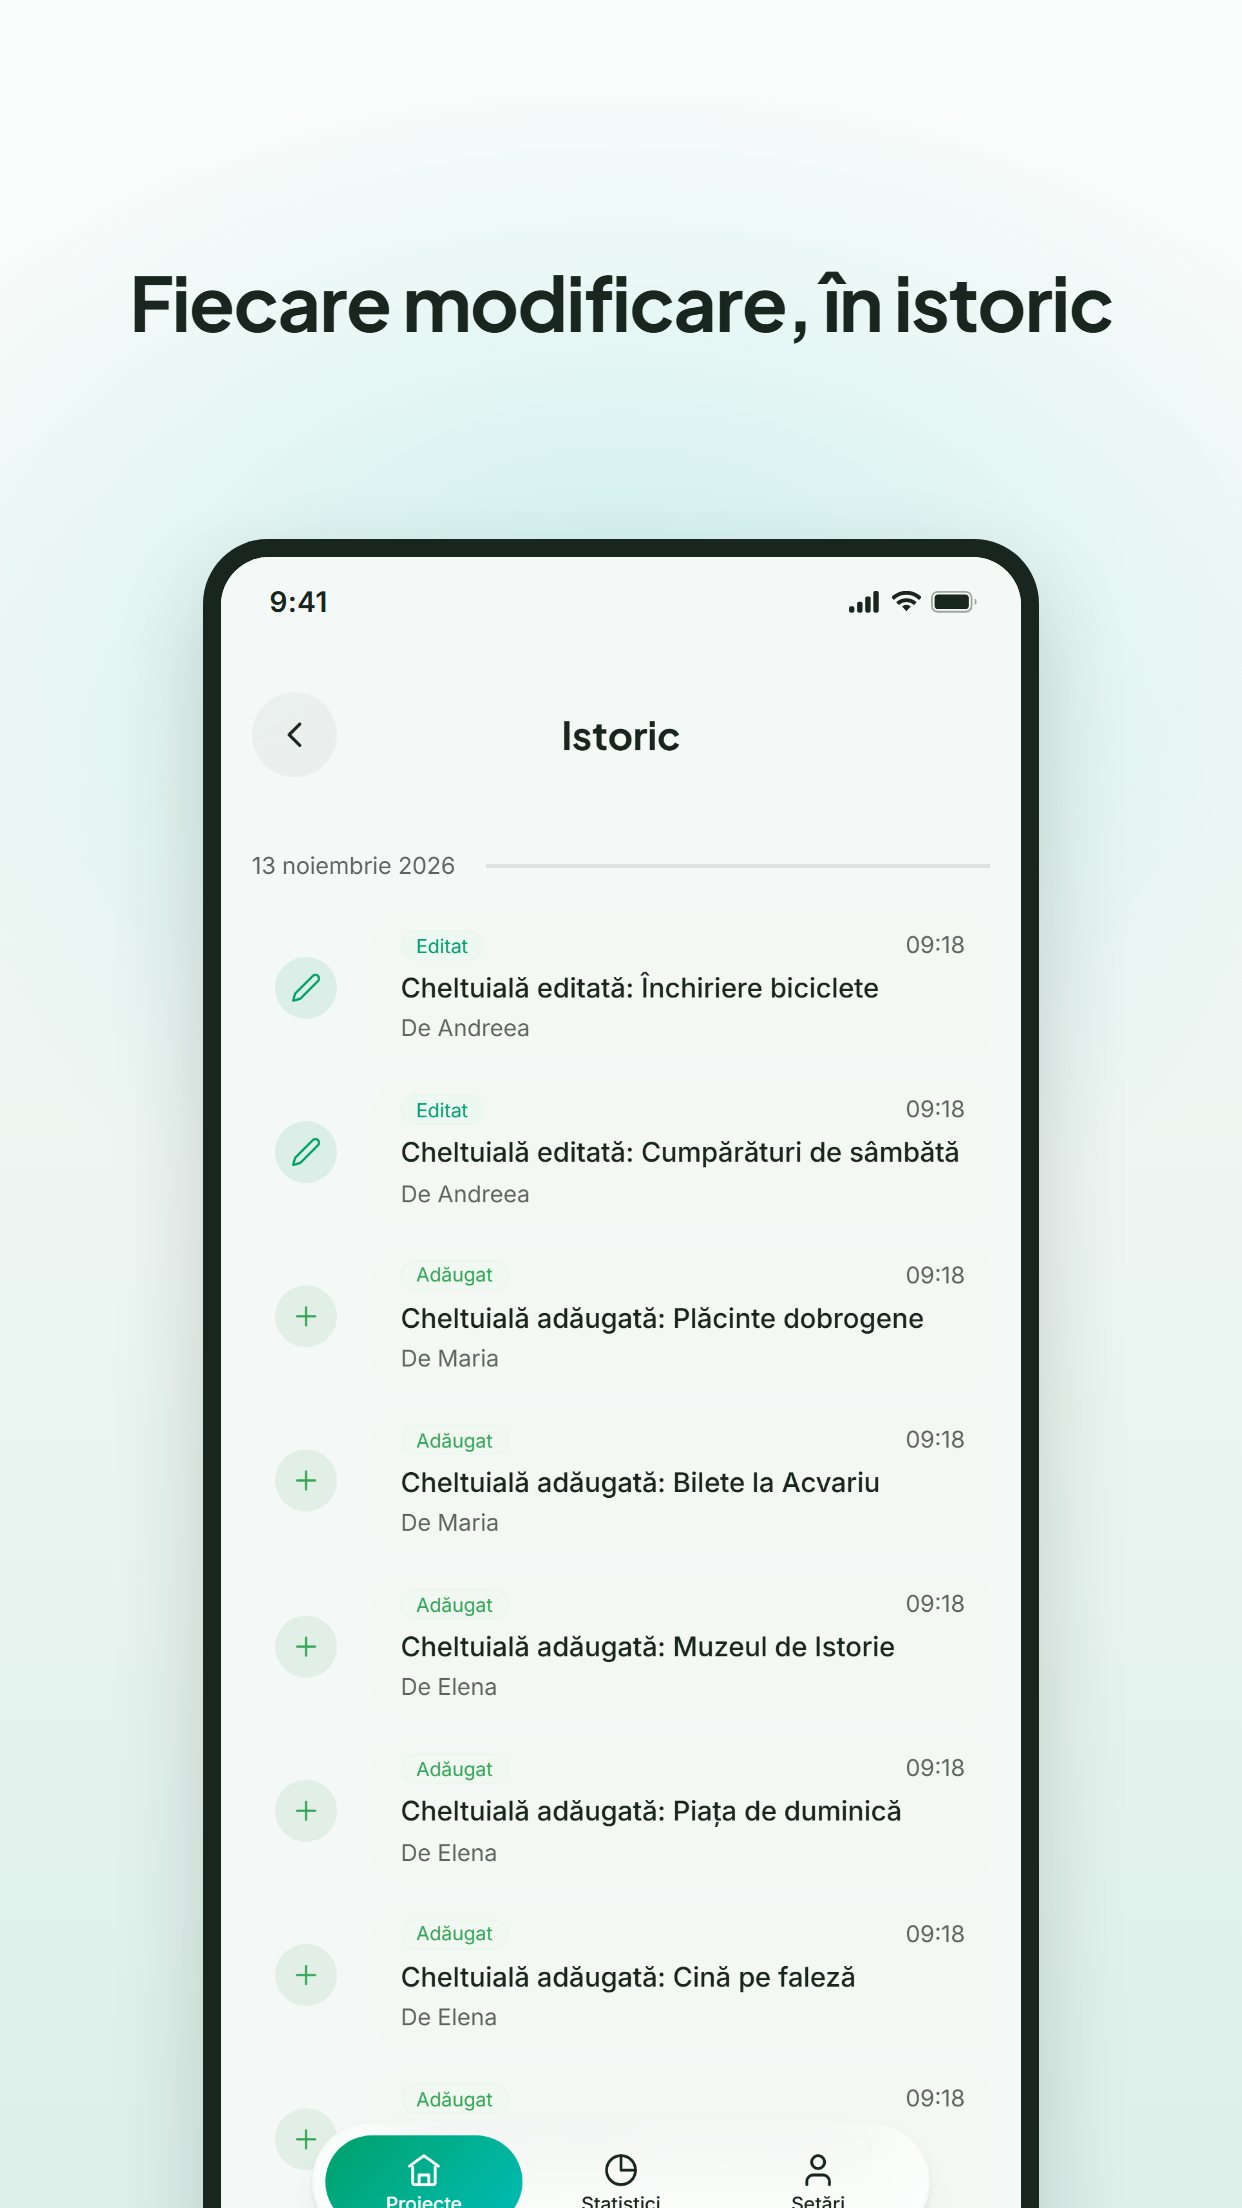 Fiecare modificare, în istoric
9:41
Istoric
13 noiembrie 2026
Editat
09:18
Cheltuială editată: Închiriere biciclete
De Andreea
Editat
09:18
Cheltuială editată: Cumpărături de sâmbătă
De Andreea
Adăugat
09:18
Cheltuială adăugată: Plăcinte dobrogene
De Maria
Adăugat
09:18
Cheltuială adăugată: Bilete la Acvariu
De Maria
Adăugat
09:18
Cheltuială adăugată: Muzeul de Istorie
De Elena
Adăugat
09:18
Cheltuială adăugată: Piața de duminică
De Elena
Adăugat
09:18
Cheltuială adăugată: Cină pe faleză
De Elena
Adăugat
09:18
Proiecte
Statistici
Setări